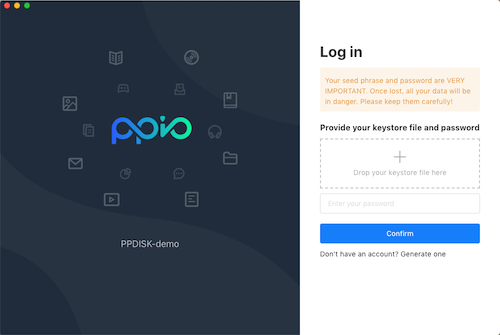 ppio
PPDISK-demo
Log in
Your seed phrase and password are VERY
IMPORTANT. Once lost, all your data will be
in danger. Please keep them carefully!
Provide your keystore file and password
Drop your keystore file here
Enter your password
Confirm
Don't have an account? Generate one